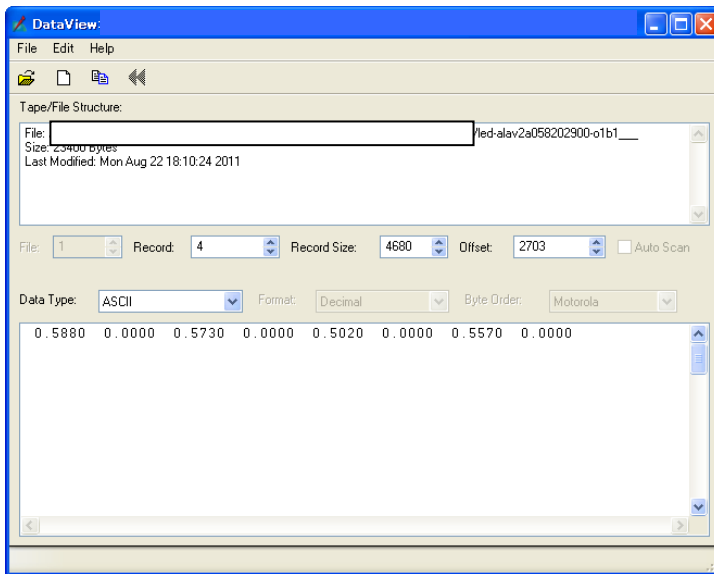 DataView:
File Edit Help
Tape/File Structure:
File: /led-alav2a058202900-o1b1___
Size: 23400 bytes
Last Modified: Mon Aug 22 18:10:24 2011
File: 1 Record: 4 Record Size: 4680 Offset: 2703 Auto Scan
Data Type: ASCII Format: Decimal Byte Order: Motorola
0.5880 0.0000 0.5730 0.0000 0.5020 0.0000 0.5570 0.0000